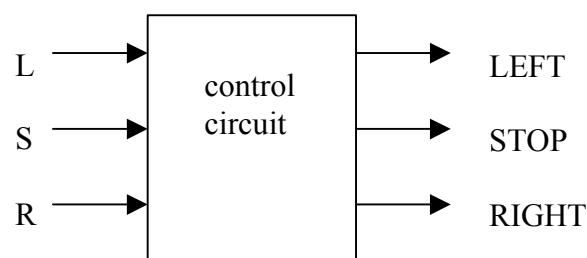 L
LEFT
control
circuit
S
STOP
R
RIGHT